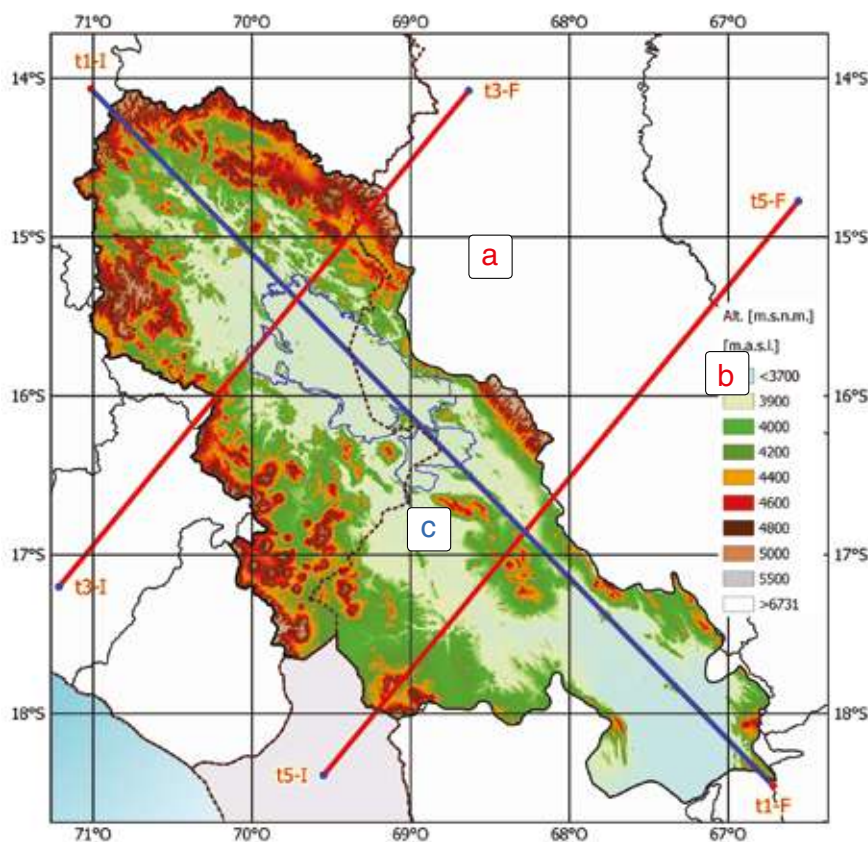 71°O 70°O 69°O 68°O 67°O
t1-I
14°S 14°S
t3-F
t5-F
15°S 15°S
a
Alt. [m.s.n.m.]
[m.a.s.l.]
b
<3700
16°S 16°S
3900
4000
4200
4400
4600
c
4800
17°S 17°S
5000
t3-I
5500
>6731
18°S 18°S
t5-I
t1-F
71°O 70°O 69°O 68°O 67°O